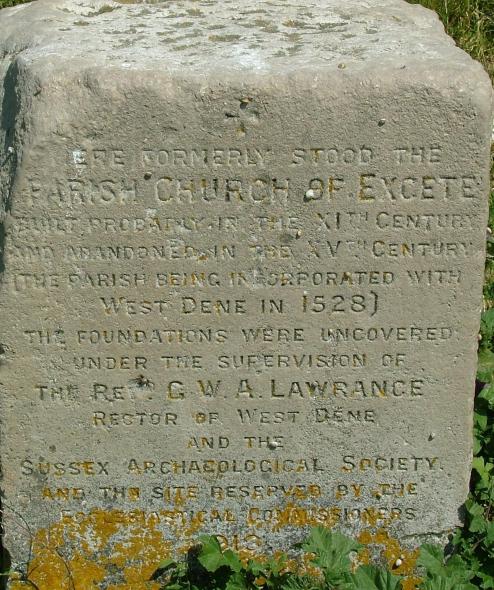 HERE FORMERLY STOOD THE
PARISH CHURCH OF EXCETE
BUILT PROBABLY IN THE XITH CENTURY
AND ABANDONED IN THE XVTH CENTURY
(THE PARISH BEING INCORPORATED WITH
WEST DENE IN 1528)
THE FOUNDATIONS WERE UNCOVERED
UNDER THE SUPERVISION OF
THE REVD. G. W. A. LAWRANCE
RECTOR OF WEST DENE
AND THE
SUSSEX ARCHAEOLOGICAL SOCIETY.
AND THE SITE RESERVED BY THE
ECCLESIASTICAL COMMISSIONERS